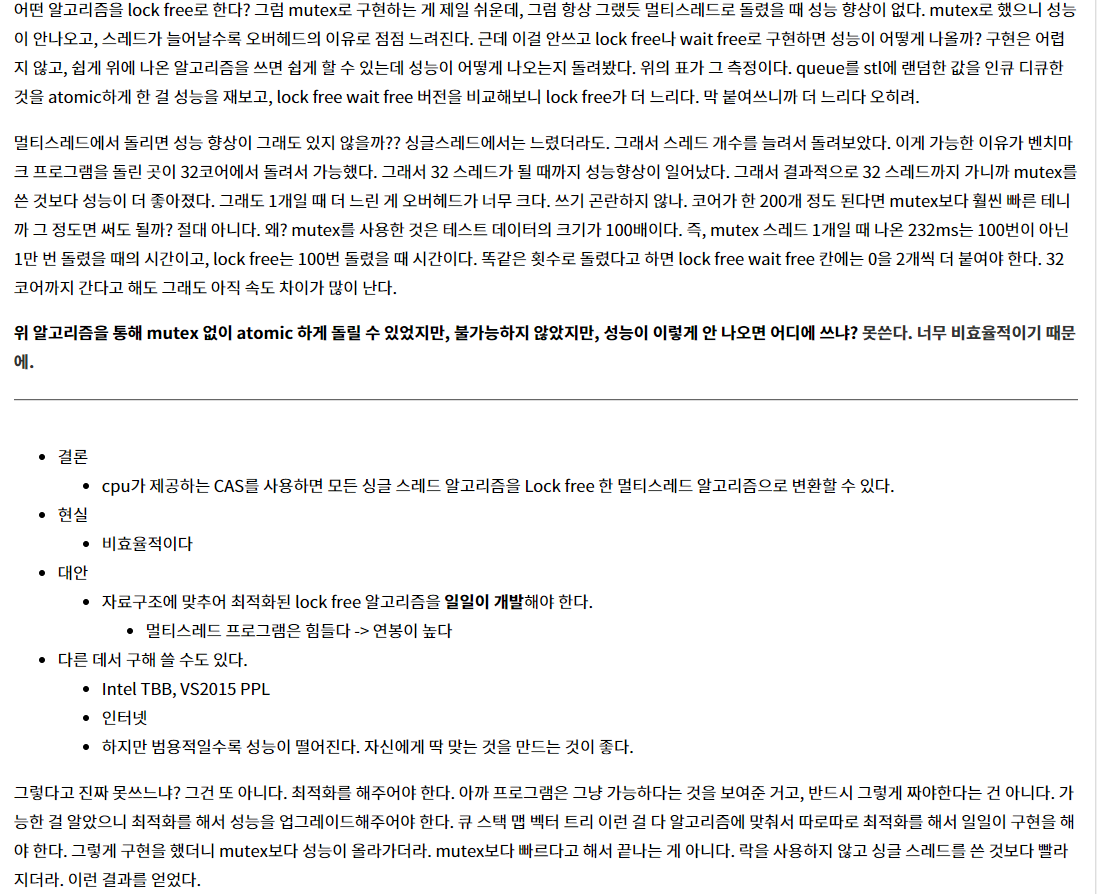 어떤 알고리즘을 lock free로 한다? 그럼 mutex로 구현하는 게 제일 쉬운데, 그럼 항상 그랬듯 멀티스레드로 돌렸을 때 성능 향상이 없다. mutex로 했으니 성능
이 안나오고, 스레드가 늘어날수록 오버헤드의 이유로 점점 느려진다. 근데 이걸 안쓰고 lock free나 wait free로 구현하면 성능이 어떻게 나올까? 구현은 어렵
지 않고, 쉽게 위에 나온 알고리즘을 쓰면 쉽게 할 수 있는데 성능이 어떻게 나오는지 돌려봤다. 위의 표가 그 측정이다. queue를 stl에 랜덤한 값을 인큐 디큐한
것을 atomic하게 한 걸 성능을 재보고, lock free wait free 버전을 비교해보니 lock free가 더 느리다. 막 붙여쓰니까 더 느리다 오히려.
멀티스레드에서 돌리면 성능 향상이 그래도 있지 않을까?? 싱글스레드에서는 느렸더라도. 그래서 스레드 개수를 늘려서 돌려보았다. 이게 가능한 이유가 벤치마
크 프로그램을 돌린 곳이 32코어에서 돌려서 가능했다. 그래서 32 스레드가 될 때까지 성능향상이 일어났다. 그래서 결과적으로 32 스레드까지 가니까 mutex를
쓴 것보다 성능이 더 좋아졌다. 그래도 1개일 때 더 느린 게 오버헤드가 너무 크다. 쓰기 곤란하지 않나. 코어가 한 200개 정도 된다면 mutex보다 훨씬 빠른 테니
까 그 정도면 써도 될까? 절대 아니다. 왜? mutex를 사용한 것은 테스트 데이터의 크기가 100배이다. 즉, mutex 스레드 1개일 때 나온 232ms는 100번이 아닌
1만 번 돌렸을 때의 시간이고, lock free는 100번 돌렸을 때 시간이다. 똑같은 횟수로 돌렸다고 하면 lock free wait free 칸에는 0을 2개씩 더 붙여야 한다. 32
코어까지 간다고 해도 그래도 아직 속도 차이가 많이 난다.
위 알고리즘을 통해 mutex 없이 atomic 하게 돌릴 수 있었지만, 불가능하지 않았지만, 성능이 이렇게 안 나오면 어디에 쓰냐? 못쓴다. 너무 비효율적이기 때문
에.
• 결론
• cpu가 제공하는 CAS를 사용하면 모든 싱글 스레드 알고리즘을 Lock free 한 멀티스레드 알고리즘으로 변환할 수 있다.
• 현실
• 비효율적이다
• 대안
• 자료구조에 맞추어 최적화된 lock free 알고리즘을 일일이 개발해야 한다.
• 멀티스레드 프로그램은 힘들다 -> 연봉이 높다
• 다른 데서 구해 쓸 수도 있다.
• Intel TBB, VS2015 PPL
• 인터넷
• 하지만 범용적일수록 성능이 떨어진다. 자신에게 딱 맞는 것을 만드는 것이 좋다.
그렇다고 진짜 못쓰느냐? 그건 또 아니다. 최적화를 해주어야 한다. 아까 프로그램은 그냥 가능하다는 것을 보여준 거고, 반드시 그렇게 짜야한다는 건 아니다. 가
능한 걸 알았으니 최적화를 해서 성능을 업그레이드해주어야 한다. 큐 스택 맵 벡터 트리 이런 걸 다 알고리즘에 맞춰서 따로따로 최적화를 해서 일일이 구현을 해
야 한다. 그렇게 구현을 했더니 mutex보다 성능이 올라가더라. mutex보다 빠르다고 해서 끝나는 게 아니다. 락을 사용하지 않고 싱글 스레드를 쓴 것보다 빨라
지더라. 이런 결과를 얻었다.